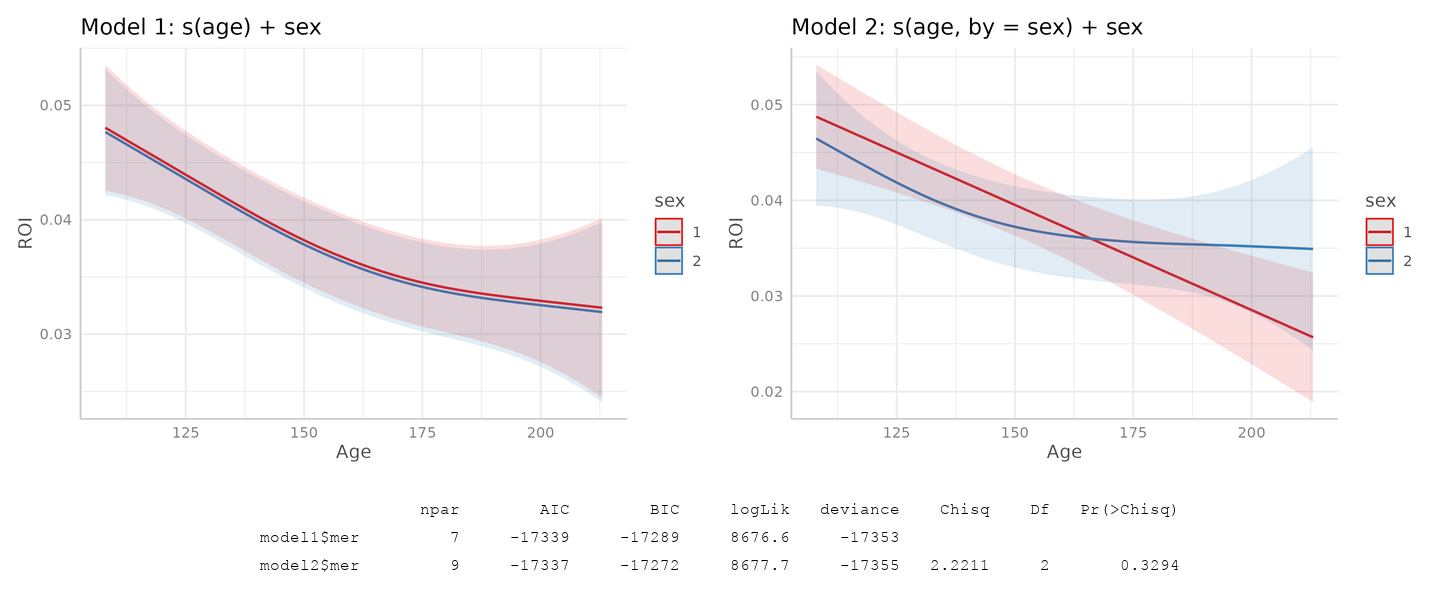 Model 1: s(age) + sex
0.05
0.04
0.03
ROI
125 150 175 200
Age
sex
1
2
Model 2: s(age, by = sex) + sex
0.05
0.04
0.03
0.02
ROI
125 150 175 200
Age
sex
1
2
npar AIC BIC logLik deviance Chisq Df Pr(>Chisq)
model1$mer 7 -17339 -17289 8676.6 -17353
model2$mer 9 -17337 -17272 8677.7 -17355 2.2211 2 0.3294